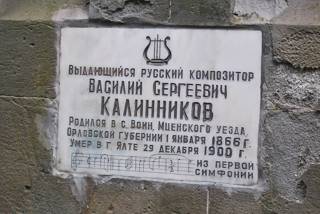 Выдающийся русский композитор
Василий Сергеевич
Калинников
Родился в с. Воин, Мценского уезда,
Орловской губернии 1 января 1866 г.
Умер в г. Ялте 29 декабря 1900 г.
Из первой
симфонии